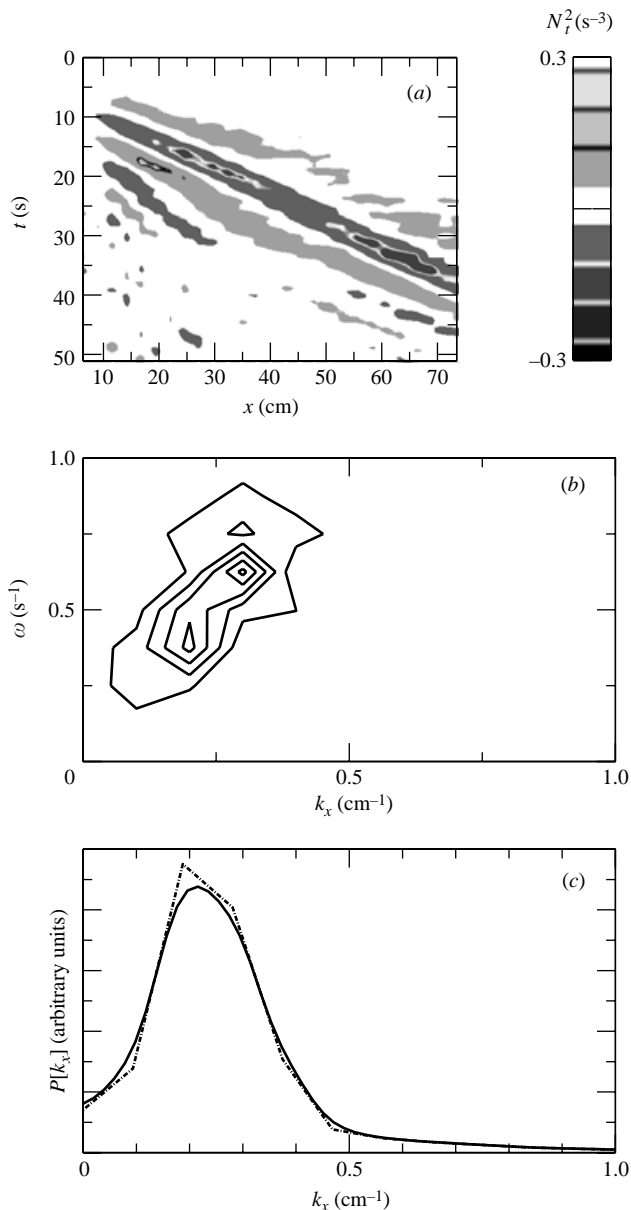 N_t^2 (s⁻³)
0.3
–0.3
(a)
0
10
20
30
40
50
t (s)
10 20 30 40 50 60 70
x (cm)
(b)
1.0
0.5
0
ω (s⁻¹)
0.5 1.0
k_x (cm⁻¹)
(c)
P[k_x] (arbitrary units)
0 0.5 1.0
k_x (cm⁻¹)